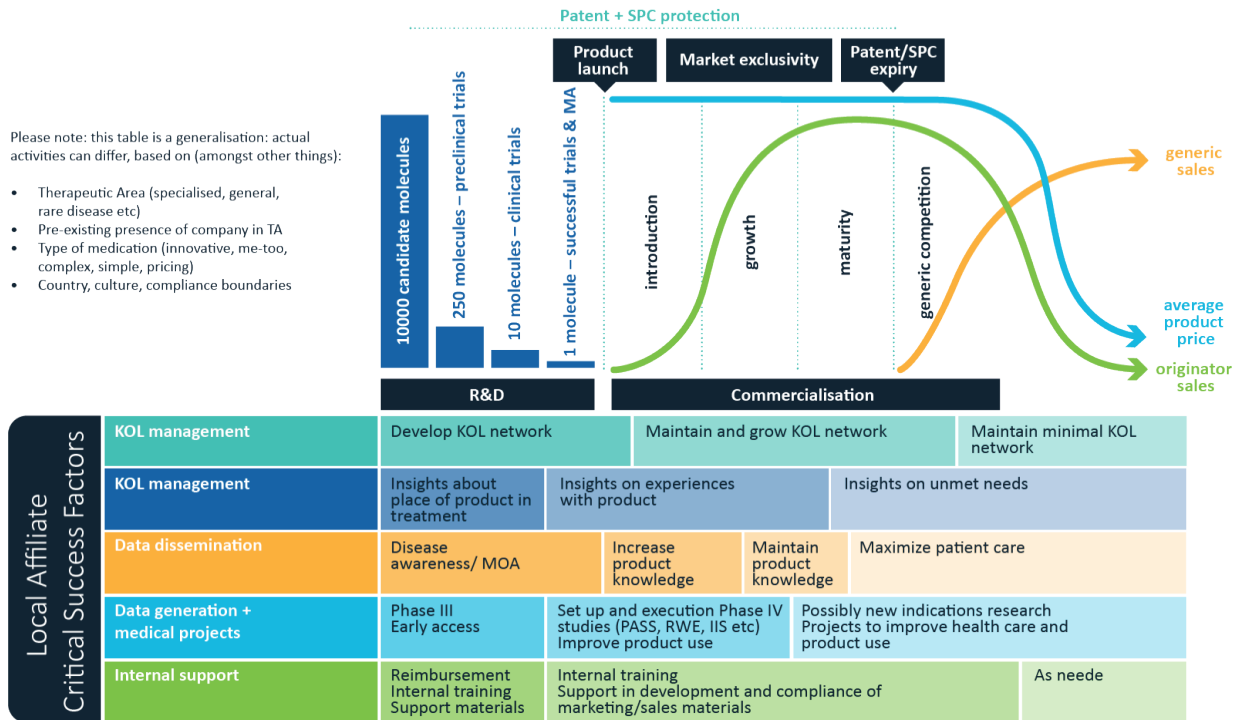 Patent + SPC protection
Product
launch
Market exclusivity
Patent/SPC
expiry
Please note: this table is a generalisation: actual
activities can differ, based on (amongst other things):
• Therapeutic Area (specialised, general,
rare disease etc)
• Pre-existing presence of company in TA
• Type of medication (innovative, me-too,
complex, simple, pricing)
• Country, culture, compliance boundaries
10000 candidate molecules
250 molecules – preclinical trials
10 molecules – clinical trials
1 molecule – successful trials & MA
introduction
growth
maturity
generic competition
generic
sales
average
product
price
originator
sales
R&D
Commercialisation
Local Affiliate
Critical Success Factors
KOL management
Develop KOL network
Maintain and grow KOL network
Maintain minimal KOL
network
KOL management
Insights about
place of product in
treatment
Insights on experiences
with product
Insights on unmet needs
Data dissemination
Disease
awareness/ MOA
Increase
product
knowledge
Maintain
product
knowledge
Maximize patient care
Data generation +
medical projects
Phase III
Early access
Set up and execution Phase IV
studies (PASS, RWE, IIS etc)
Improve product use
Possibly new indications research
Projects to improve health care and
product use
Internal support
Reimbursement
Internal training
Support materials
Internal training
Support in development and compliance of
marketing/sales materials
As neede